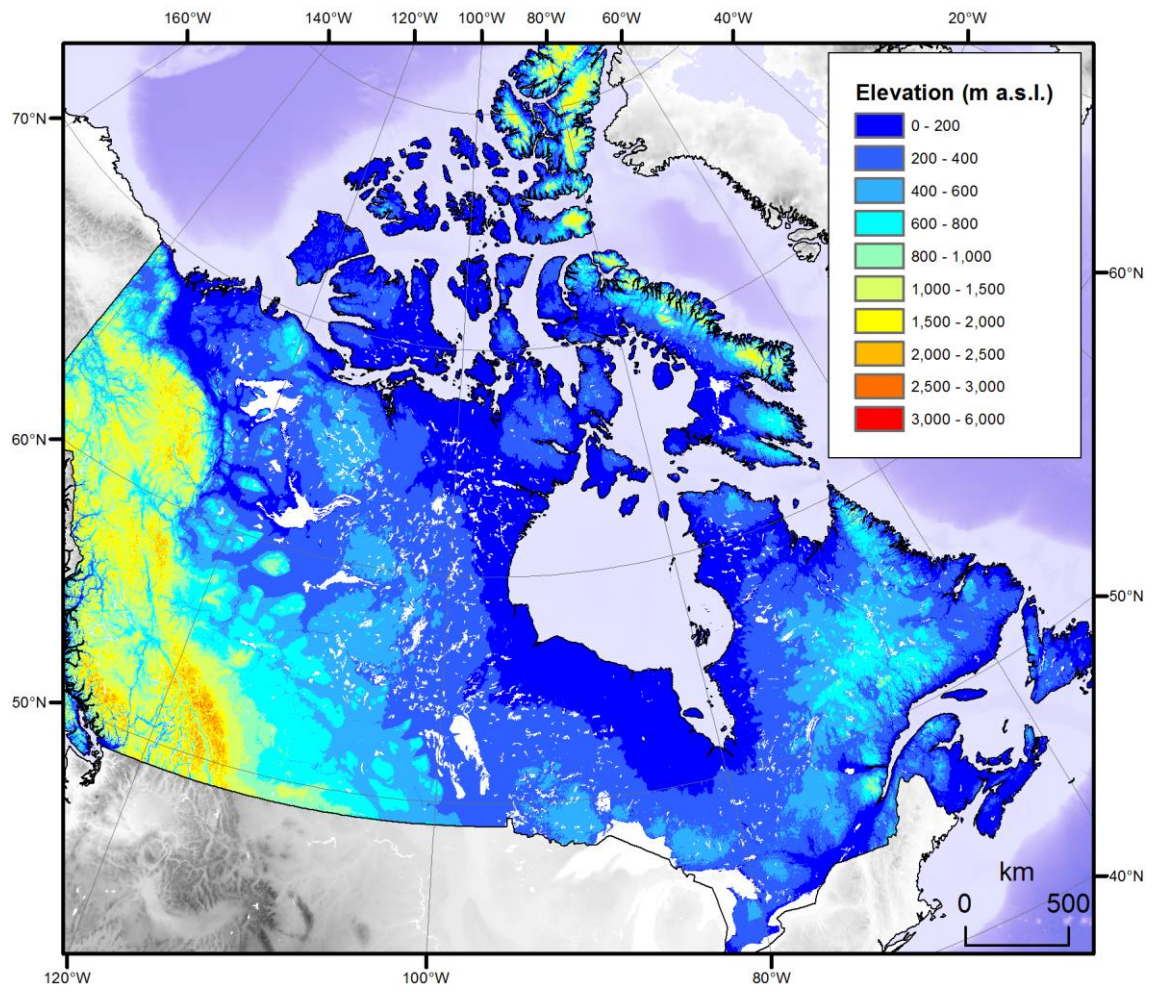 160°W 140°W 120°W 100°W 80°W 60°W 40°W 20°W
70°N
60°N
50°N
Elevation (m a.s.l.)
0 - 200
200 - 400
400 - 600
600 - 800
800 - 1,000
1,000 - 1,500
1,500 - 2,000
2,000 - 2,500
2,500 - 3,000
3,000 - 6,000
60°N
50°N
40°N
km
0 500
120°W 100°W 80°W